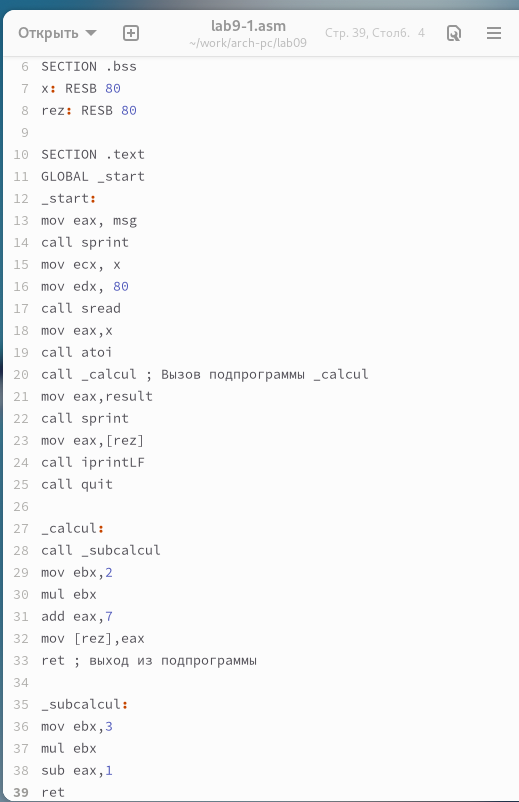 Открыть
lab9-1.asm
~/work/arch-pc/lab09
Стр. 39, Столб. 4
6 SECTION .bss
7 x: RESB 80
8 rez: RESB 80
9
10 SECTION .text
11 GLOBAL _start
12 _start:
13 mov eax, msg
14 call sprint
15 mov ecx, x
16 mov edx, 80
17 call sread
18 mov eax,x
19 call atoi
20 call _calcul ; Вызов подпрограммы _calcul
21 mov eax,result
22 call sprint
23 mov eax,[rez]
24 call iprintLF
25 call quit
26
27 _calcul:
28 call _subcalcul
29 mov ebx,2
30 mul ebx
31 add eax,7
32 mov [rez],eax
33 ret ; выход из подпрограммы
34
35 _subcalcul:
36 mov ebx,3
37 mul ebx
38 sub eax,1
39 ret